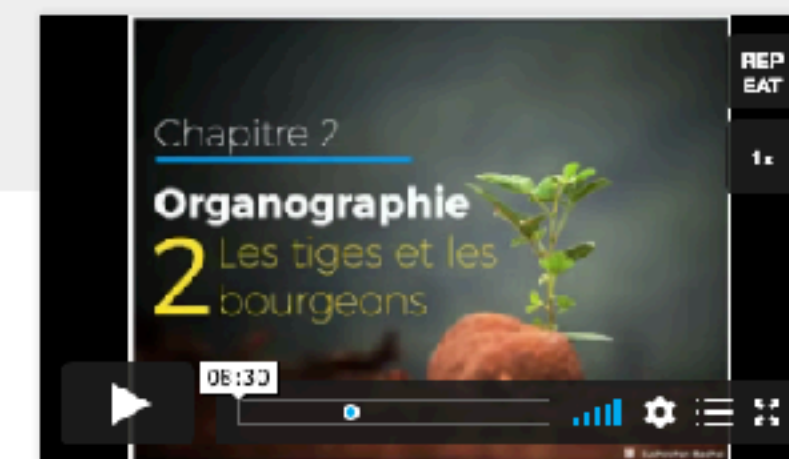 REP
EAT
1x
Chapitre 2
Organographie
2 Les tiges et les
bourgeons
08:30